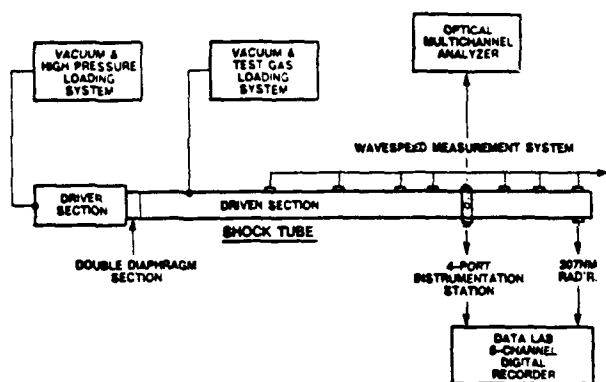 VACUUM &
HIGH PRESSURE
LOADING
SYSTEM
VACUUM &
TEST GAS
LOADING
SYSTEM
OPTICAL
MULTICHANNEL
ANALYZER
WAVESPEED MEASUREMENT SYSTEM
DRIVER
SECTION
DRIVEN SECTION
SHOCK TUBE
DOUBLE DIAPHRAGM
SECTION
4-PORT
INSTRUMENTATION
STATION
307NM
RAD'R.
DATA LAB
8-CHANNEL
DIGITAL
RECORDER